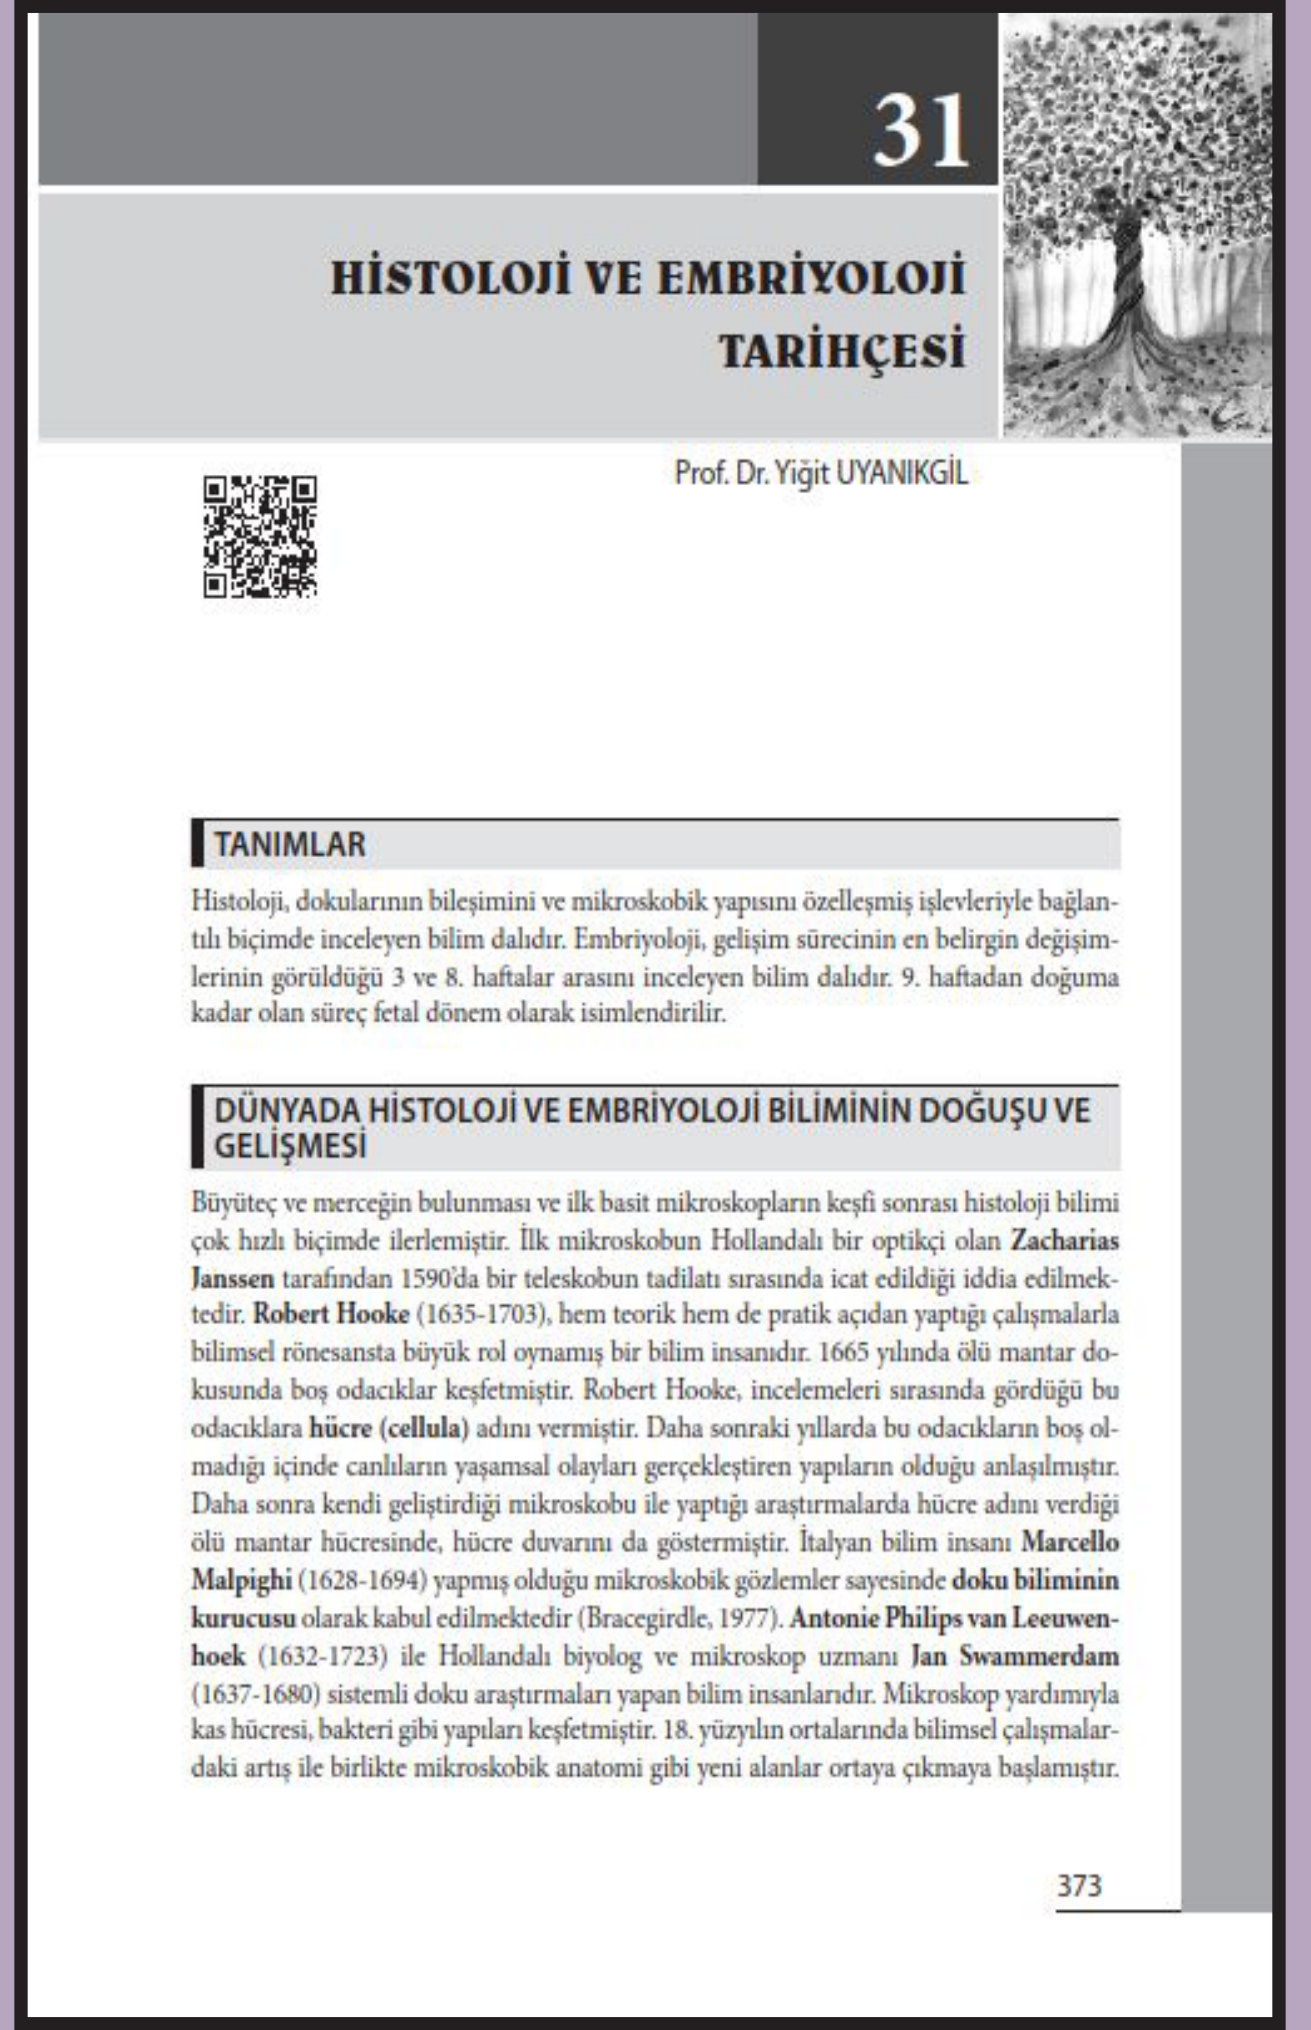 31
HİSTOLOJİ VE EMBRİYOLOJİ
TARİHÇESİ
Prof. Dr. Yiğit UYANIKGİL
TANIMLAR
Histoloji, dokularının bileşimini ve mikroskobik yapısını özelleşmiş işlevleriyle bağlan-
tılı biçimde inceleyen bilim dalıdır. Embriyoloji, gelişim sürecinin en belirgin değişim-
lerinin görüldüğü 3 ve 8. haftalar arasını inceleyen bilim dalıdır. 9. haftadan doğuma
kadar olan süreç fetal dönem olarak isimlendirilir.
DÜNYADA HİSTOLOJİ VE EMBRİYOLOJİ BİLİMİNİN DOĞUŞU VE
GELİŞMESİ
Büyüteç ve merceğin bulunması ve ilk basit mikroskopların keşfi sonrası histoloji bilimi
çok hızlı biçimde ilerlemiştir. İlk mikroskobun Hollandalı bir optikçi olan Zacharias
Janssen tarafından 1590’da bir teleskobun tadilatı sırasında icat edildiği iddia edilmek-
tedir. Robert Hooke (1635-1703), hem teorik hem de pratik açıdan yaptığı çalışmalarla
bilimsel rönesansta büyük rol oynamış bir bilim insanıdır. 1665 yılında ölü mantar do-
kusunda boş odacıklar keşfetmiştir. Robert Hooke, incelemeleri sırasında gördüğü bu
odacıklara hücre (cellula) adını vermiştir. Daha sonraki yıllarda bu odacıkların boş ol-
madığı içinde canlıların yaşamsal olayları gerçekleştiren yapıların olduğu anlaşılmıştır.
Daha sonra kendi geliştirdiği mikroskobu ile yaptığı araştırmalarda hücre adını verdiği
ölü mantar hücresinde, hücre duvarını da göstermiştir. İtalyan bilim insanı Marcello
Malpighi (1628-1694) yapmış olduğu mikroskobik gözlemler sayesinde doku biliminin
kurucusu olarak kabul edilmektedir (Bracegirdle, 1977). Antonie Philips van Leeuwen-
hoek (1632-1723) ile Hollandalı biyolog ve mikroskop uzmanı Jan Swammerdam
(1637-1680) sistemli doku araştırmaları yapan bilim insanlarıdır. Mikroskop yardımıyla
kas hücresi, bakteri gibi yapıları keşfetmiştir. 18. yüzyılın ortalarında bilimsel çalışmalar-
daki artış ile birlikte mikroskobik anatomi gibi yeni alanlar ortaya çıkmaya başlamıştır.
373